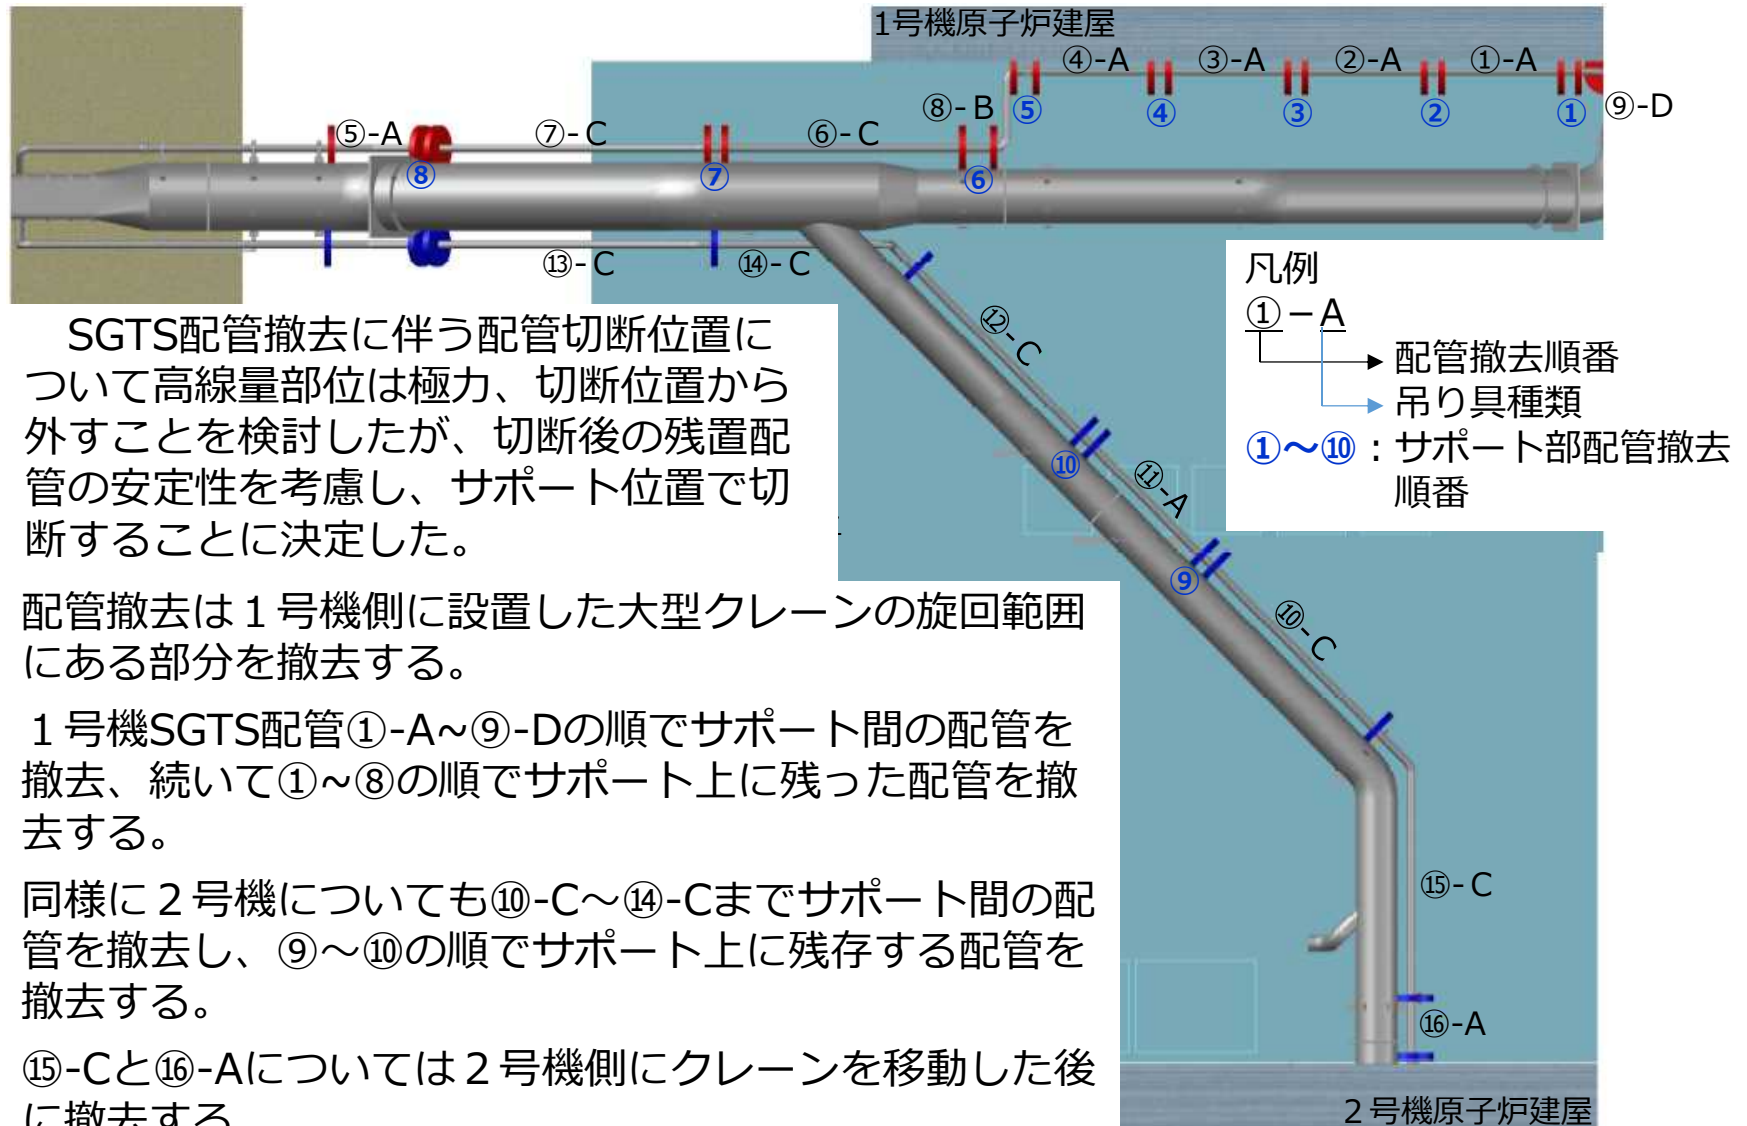 1号機原子炉建屋
④-A
③-A
②-A
①-A
⑨-D
⑧-B
⑤
④
③
②
①
⑤-A
⑦-C
⑥-C
⑧
⑦
⑥
⑬-C
⑭-C
凡例
①－A
配管撤去順番
吊り具種類
①～⑩：サポート部配管撤去
順番
⑫-C
⑩
⑪-A
⑨
⑩-C
⑮-C
⑯-A
２号機原子炉建屋
SGTS配管撤去に伴う配管切断位置に
ついて高線量部位は極力、切断位置から
外すことを検討したが、切断後の残置配
管の安定性を考慮し、サポート位置で切
断することに決定した。
配管撤去は１号機側に設置した大型クレーンの旋回範囲
にある部分を撤去する。
１号機SGTS配管①-A~⑨-Dの順でサポート間の配管を
撤去、続いて①~⑧の順でサポート上に残った配管を撤
去する。
同様に２号機についても⑩-C～⑭-Cまでサポート間の配
管を撤去し、⑨～⑩の順でサポート上に残存する配管を
撤去する。
⑮-Cと⑯-Aについては２号機側にクレーンを移動した後
に撤去する